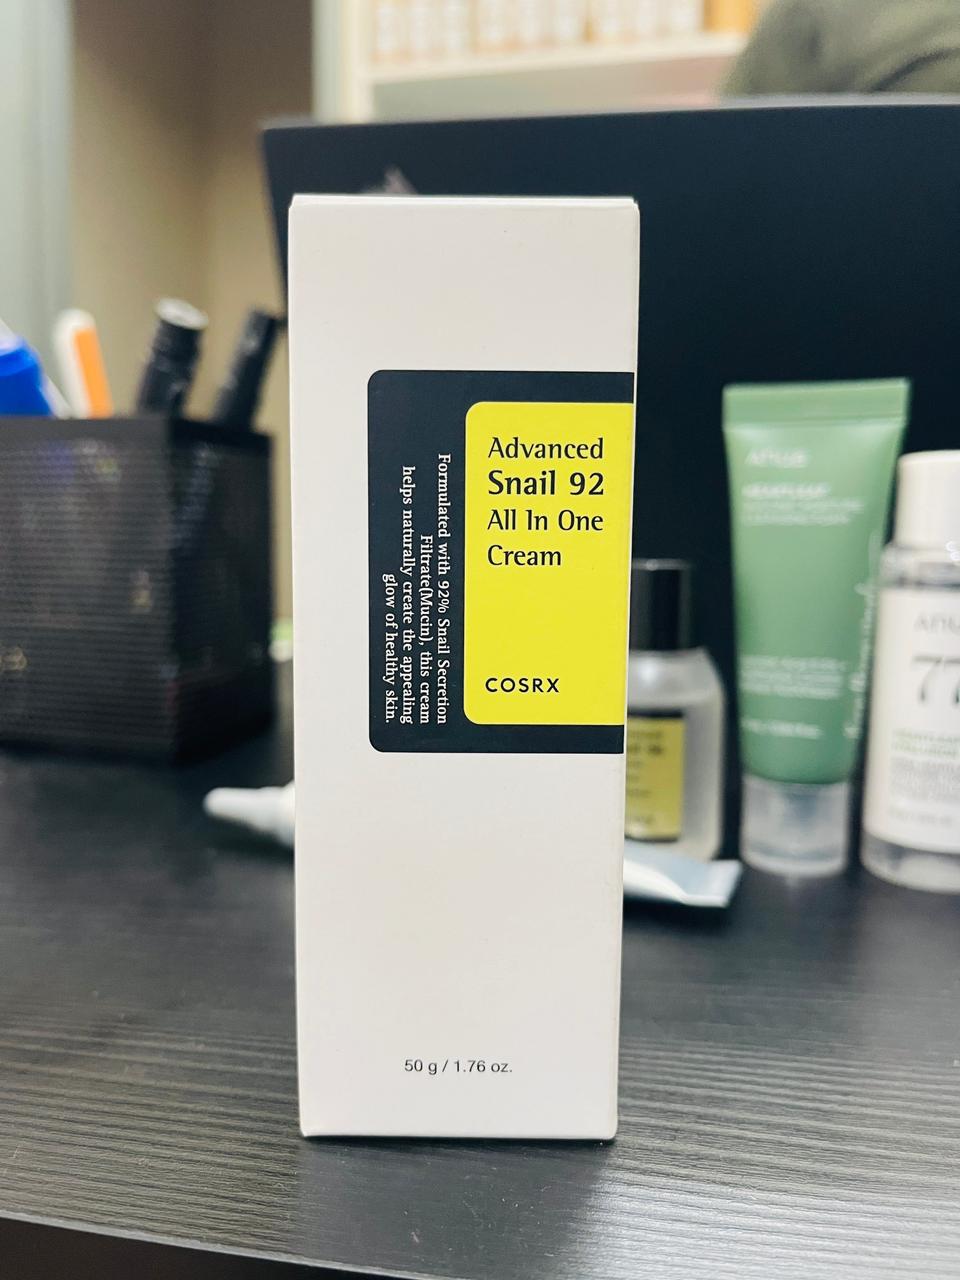 Advanced
Snail 92
All In One
Cream
COSRX
Formulated with 92% Snail Secretion
Filtrate(Mucin), this cream
helps naturally create the appealing
glow of healthy skin.
50 g / 1.76 oz.
77